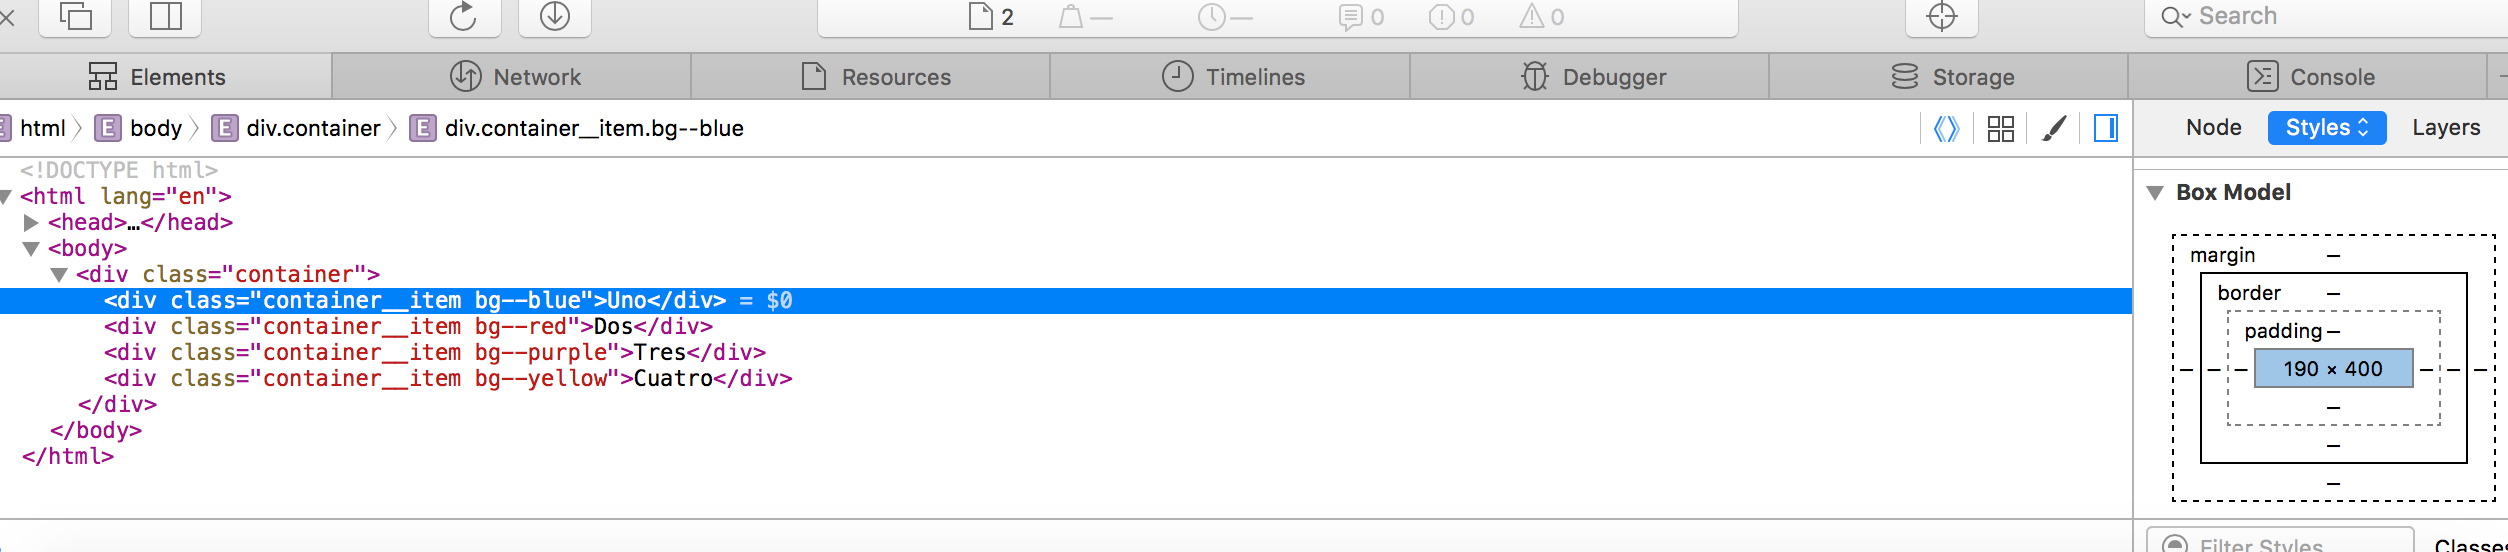 2 — — 0 0 0 Search
Elements Network Resources Timelines Debugger Storage Console
E html E body E div.container E div.container__item.bg--blue Node Styles Layers
<!DOCTYPE html>
<html lang="en">
<head>…</head>
<body>
<div class="container">
<div class="container__item bg--blue">Uno</div> = $0
<div class="container__item bg--red">Dos</div>
<div class="container__item bg--purple">Tres</div>
<div class="container__item bg--yellow">Cuatro</div>
</div>
</body>
</html>
Box Model
margin –
border –
padding –
– – – 190 × 400 – – –
–
–
–
Filter Styles Classes